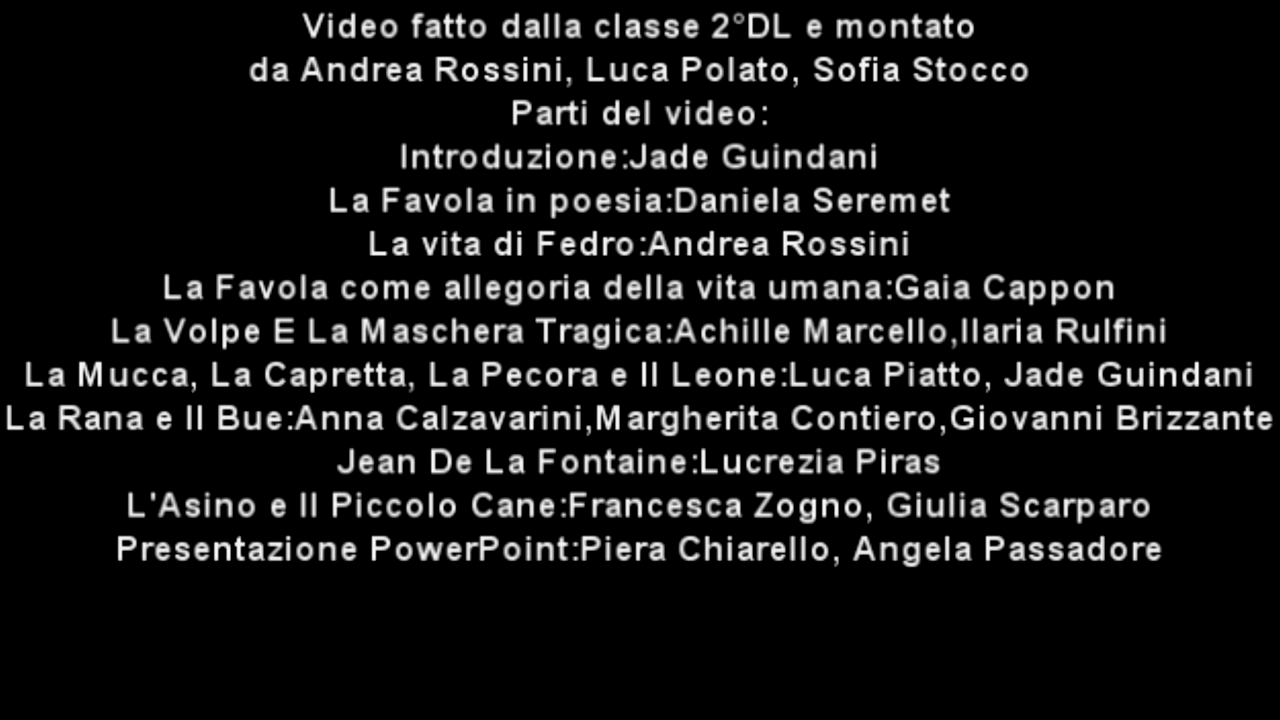 Video fatto dalla classe 2°DL e montato
da Andrea Rossini, Luca Polato, Sofia Stocco
Parti del video:
Introduzione:Jade Guindani
La Favola in poesia:Daniela Seremet
La vita di Fedro:Andrea Rossini
La Favola come allegoria della vita umana:Gaia Cappon
La Volpe E La Maschera Tragica:Achille Marcello,Ilaria Rulfini
La Mucca, La Capretta, La Pecora e Il Leone:Luca Piatto, Jade Guindani
La Rana e Il Bue:Anna Calzavarini,Margherita Contiero,Giovanni Brizzante
Jean De La Fontaine:Lucrezia Piras
L'Asino e Il Piccolo Cane:Francesca Zogno, Giulia Scarparo
Presentazione PowerPoint:Piera Chiarello, Angela Passadore